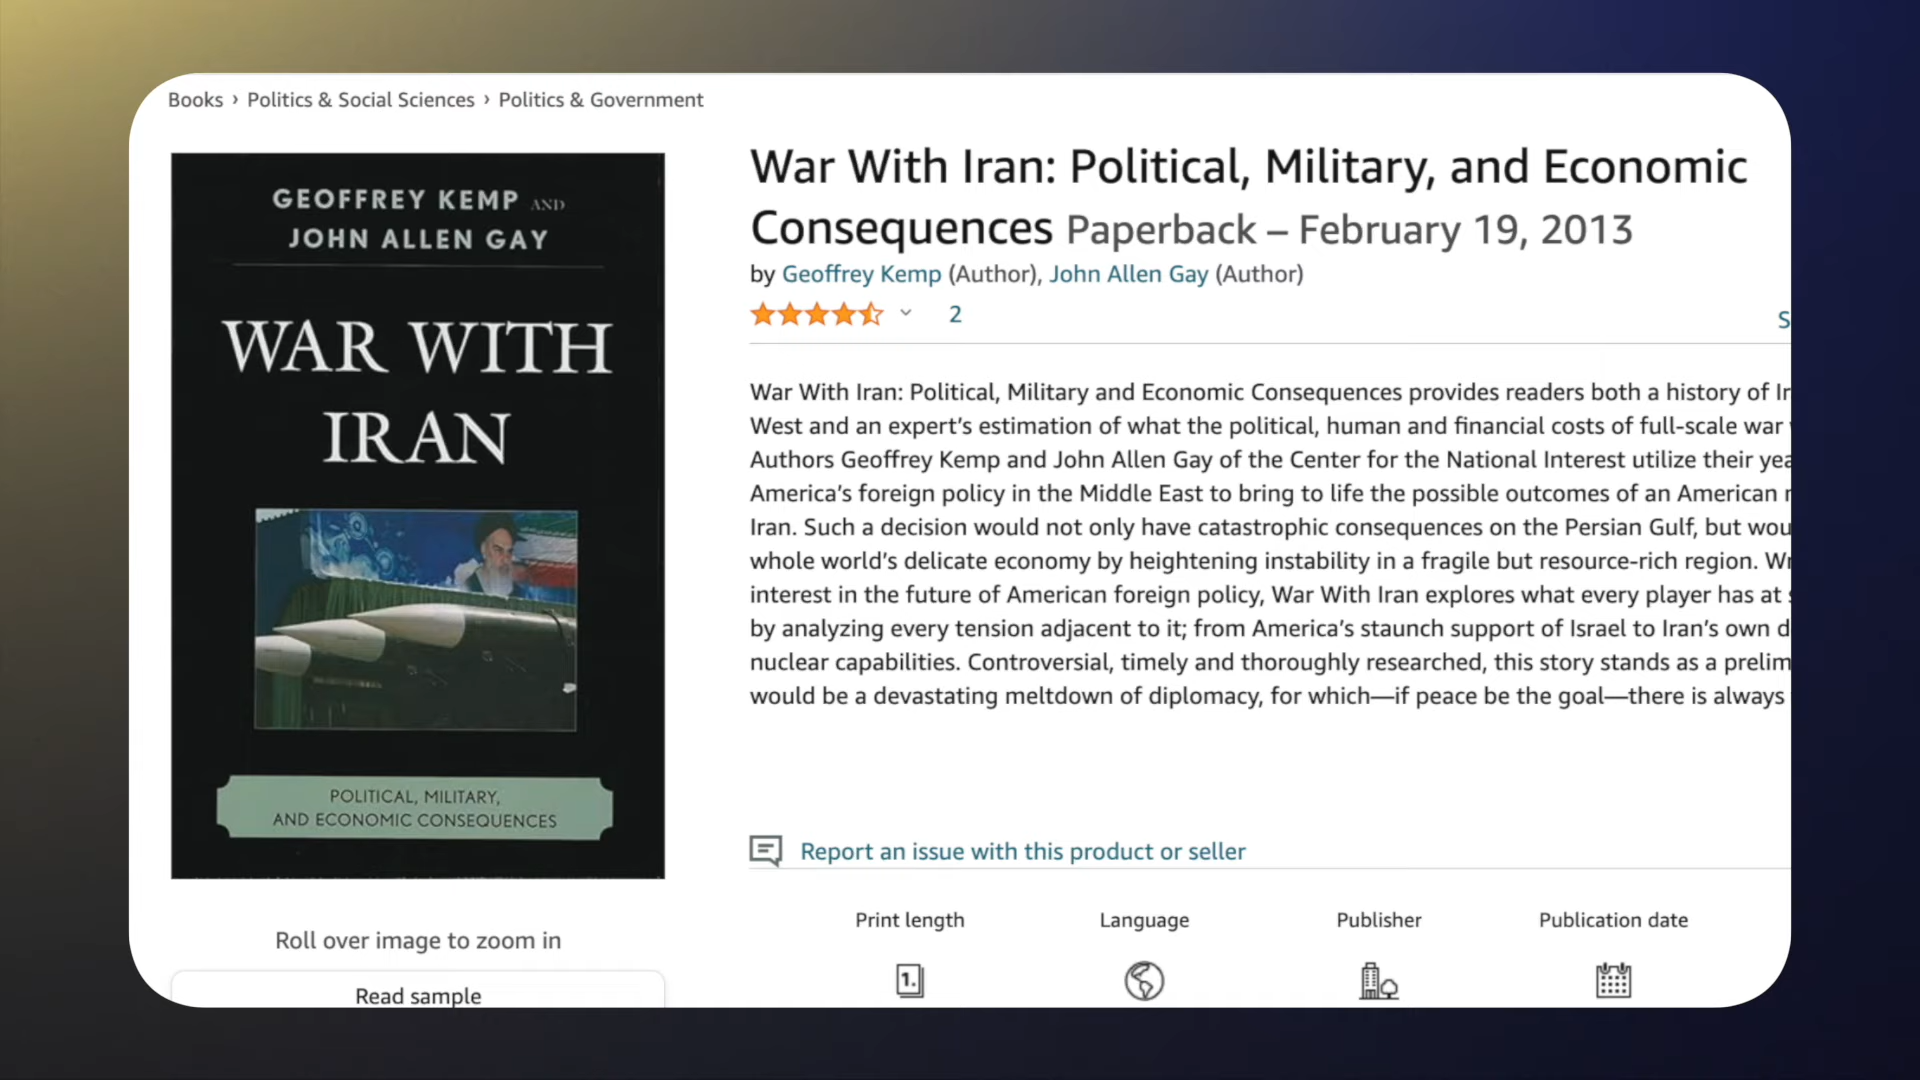 Books › Politics & Social Sciences › Politics & Government
GEOFFREY KEMP AND
JOHN ALLEN GAY
WAR WITH
IRAN
POLITICAL, MILITARY,
AND ECONOMIC CONSEQUENCES
Roll over image to zoom in
Read sample
War With Iran: Political, Military, and Economic
Consequences Paperback – February 19, 2013
by Geoffrey Kemp (Author), John Allen Gay (Author)
2
War With Iran: Political, Military and Economic Consequences provides readers both a history of
West and an expert's estimation of what the political, human and financial costs of full-scale war
Authors Geoffrey Kemp and John Allen Gay of the Center for the National Interest utilize their
America's foreign policy in the Middle East to bring to life the possible outcomes of an American
Iran. Such a decision would not only have catastrophic consequences on the Persian Gulf, but
whole world's delicate economy by heightening instability in a fragile but resource-rich region.
interest in the future of American foreign policy, War With Iran explores what every player has at
by analyzing every tension adjacent to it; from America's staunch support of Israel to Iran's own
nuclear capabilities. Controversial, timely and thoroughly researched, this story stands as a
would be a devastating meltdown of diplomacy, for which—if peace be the goal—there is always
Report an issue with this product or seller
Print length Language Publisher Publication date
1.